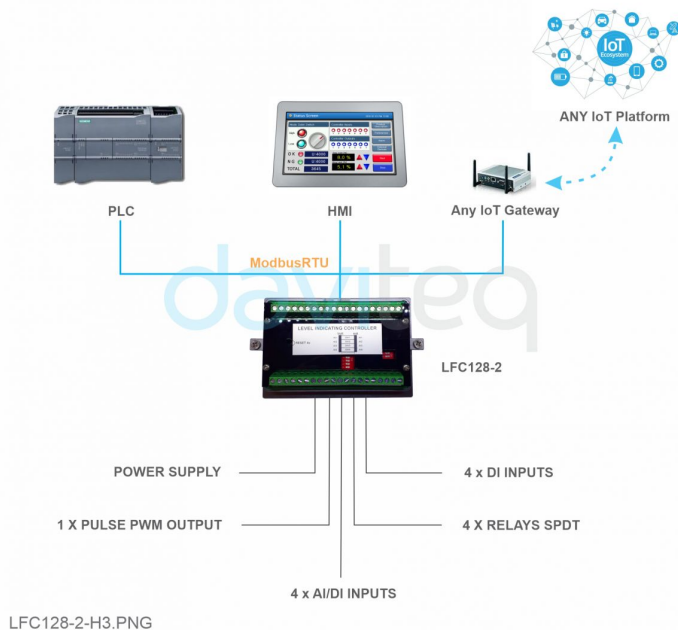 IoT
Ecosystem
ANY IoT Platform
PLC
HMI
Any IoT Gateway
ModbusRTU
daviteq
LEVEL INDICATING CONTROLLER
LFC128-2
POWER SUPPLY
4 x DI INPUTS
1 X PULSE PWM OUTPUT
4 X RELAYS SPDT
4 x AI/DI INPUTS
LFC128-2-H3.PNG